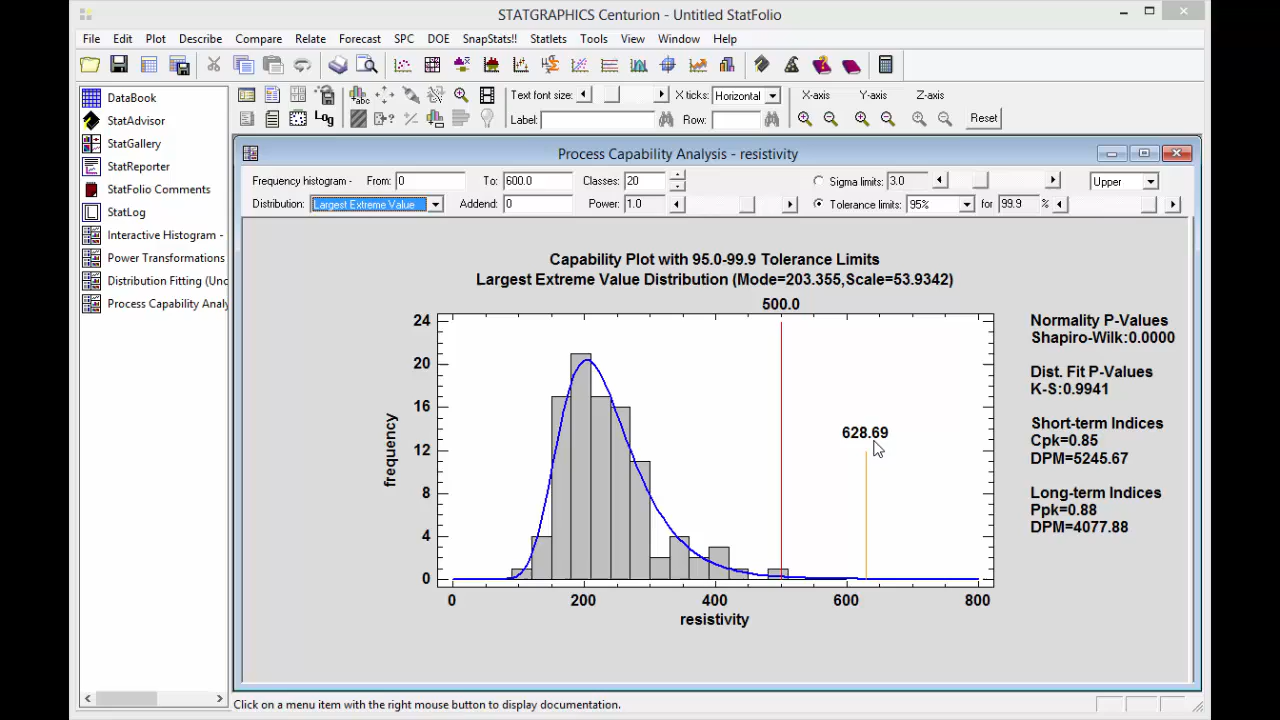 STATGRAPHICS Centurion - Untitled StatFolio
File Edit Plot Describe Compare Relate Forecast SPC DOE SnapStats!! Statlets Tools View Window Help
Text font size: X ticks: Horizontal X-axis Y-axis Z-axis
Log Label: Row: Reset
DataBook
StatAdvisor
StatGallery
StatReporter
StatFolio Comments
StatLog
Interactive Histogram -
Power Transformations
Distribution Fitting (Unc
Process Capability Analy
Process Capability Analysis - resistivity
Frequency histogram - From: 0 To: 600.0 Classes: 20 Sigma limits: 3.0 Upper
Distribution: Largest Extreme Value Addend: 0 Power: 1.0 Tolerance limits: 95% for 99.9 %
Capability Plot with 95.0-99.9 Tolerance Limits
Largest Extreme Value Distribution (Mode=203.355,Scale=53.9342)
500.0
628.69
24
20
16
12
8
4
0
frequency
0 200 400 600 800
resistivity
Normality P-Values
Shapiro-Wilk:0.0000
Dist. Fit P-Values
K-S:0.9941
Short-term Indices
Cpk=0.85
DPM=5245.67
Long-term Indices
Ppk=0.88
DPM=4077.88
Click on a menu item with the right mouse button to display documentation.